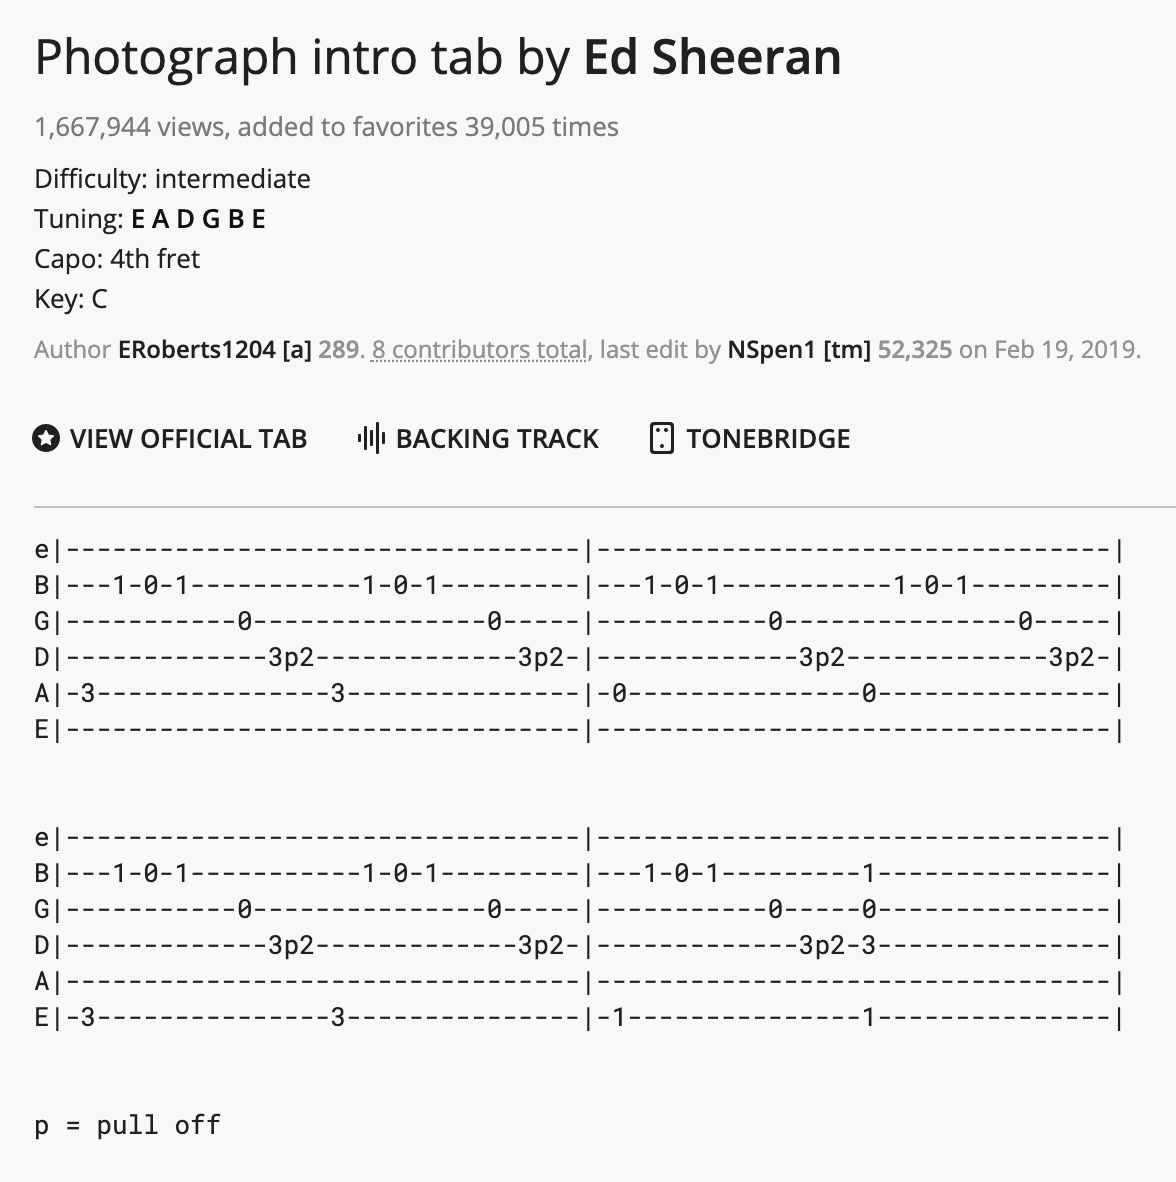 Photograph intro tab by Ed Sheeran
1,667,944 views, added to favorites 39,005 times
Difficulty: intermediate
Tuning: E A D G B E
Capo: 4th fret
Key: C
Author ERoberts1204 [a] 289. 8 contributors total, last edit by NSpen1 [tm] 52,325 on Feb 19, 2019.
VIEW OFFICIAL TAB BACKING TRACK TONEBRIDGE
e|---------------------------------|---------------------------------|
B|---1-0-1-----------1-0-1---------|---1-0-1-----------1-0-1---------|
G|-----------0---------------0-----|-----------0---------------0-----|
D|-------------3p2-------------3p2-|-------------3p2-------------3p2-|
A|-3---------------3---------------|-0---------------0---------------|
E|---------------------------------|---------------------------------|
e|---------------------------------|---------------------------------|
B|---1-0-1-----------1-0-1---------|---1-0-1---------1---------------|
G|-----------0---------------0-----|-----------0-----0---------------|
D|-------------3p2-------------3p2-|-------------3p2-3---------------|
A|---------------------------------|---------------------------------|
E|-3---------------3---------------|-1---------------1---------------|
p = pull off